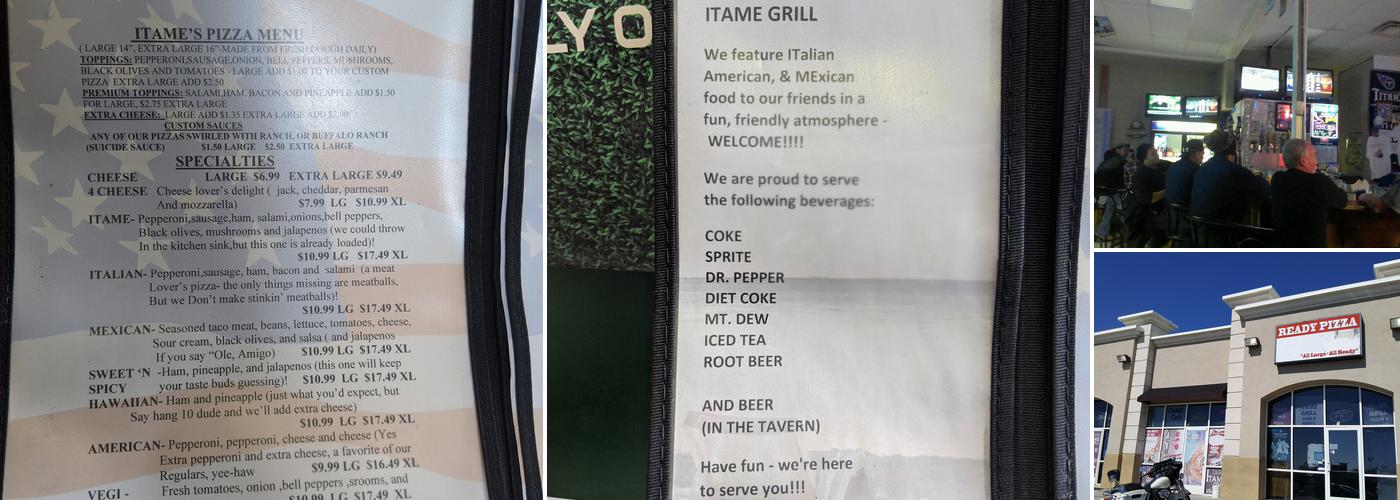 ITAME'S PIZZA MENU
( LARGE 14", EXTRA LARGE 16"-MADE FROM FRESH DOUGH DAILY)
TOPPINGS: PEPPERONI,SAUSAGE,ONION, BELL PEPPERS, MUSHROOMS,
BLACK OLIVES AND TOMATOES - LARGE ADD $1.00 TO YOUR CUSTOM
PIZZA EXTRA LARGE ADD $2.50
PREMIUM TOPPINGS: SALAMI,HAM, BACON AND PINEAPPLE ADD $1.50
FOR LARGE, $2.75 EXTRA LARGE
EXTRA CHEESE: LARGE ADD $1.35 EXTRA LARGE ADD $2.00
CUSTOM SAUCES
ANY OF OUR PIZZAS SWIRLED WITH RANCH, OR BUFFALO RANCH
(SUICIDE SAUCE) $1.50 LARGE $2.50 EXTRA LARGE
SPECIALTIES
CHEESE LARGE $6.99 EXTRA LARGE $9.49
4 CHEESE Cheese lover's delight ( jack, cheddar, parmesan
And mozzarella) $7.99 LG $10.99 XL
ITAME- Pepperoni,sausage,ham, salami,onions,bell peppers,
Black olives, mushrooms and jalapenos (we could throw
In the kitchen sink,but this one is already loaded)!
$10.99 LG $17.49 XL
ITALIAN- Pepperoni,sausage, ham, bacon and salami (a meat
Lover's pizza- the only things missing are meatballs,
But we Don't make stinkin' meatballs)!
$10.99 LG $17.49 XL
MEXICAN- Seasoned taco meat, beans, lettuce, tomatoes, cheese,
Sour cream, black olives, and salsa ( and jalapenos
If you say "Ole, Amigo) $10.99 LG $17.49 XL
SWEET 'N -Ham, pineapple, and jalapenos (this one will keep
SPICY your taste buds guessing)! $10.99 LG $17.49 XL
HAWAIIAN- Ham and pineapple (just what you'd expect, but
Say hang 10 dude and we'll add extra cheese)
$10.99 LG $17.49 XL
AMERICAN- Pepperoni, pepperoni, cheese and cheese (Yes
Extra pepperoni and extra cheese, a favorite of our
Regulars, yee-haw $9.99 LG $16.49 XL
VEGI - Fresh tomatoes, onion ,bell peppers ,srooms, and
$10.99 LG $17.49 XL
LY O
ITAME GRILL
We feature ITalian
American, & MExican
food to our friends in a
fun, friendly atmosphere -
WELCOME!!!!
We are proud to serve
the following beverages:
COKE
SPRITE
DR. PEPPER
DIET COKE
MT. DEW
ICED TEA
ROOT BEER
AND BEER
(IN THE TAVERN)
Have fun - we're here
to serve you!!!
TITANS
READY PIZZA
"All Large-All Ready"
GRILL